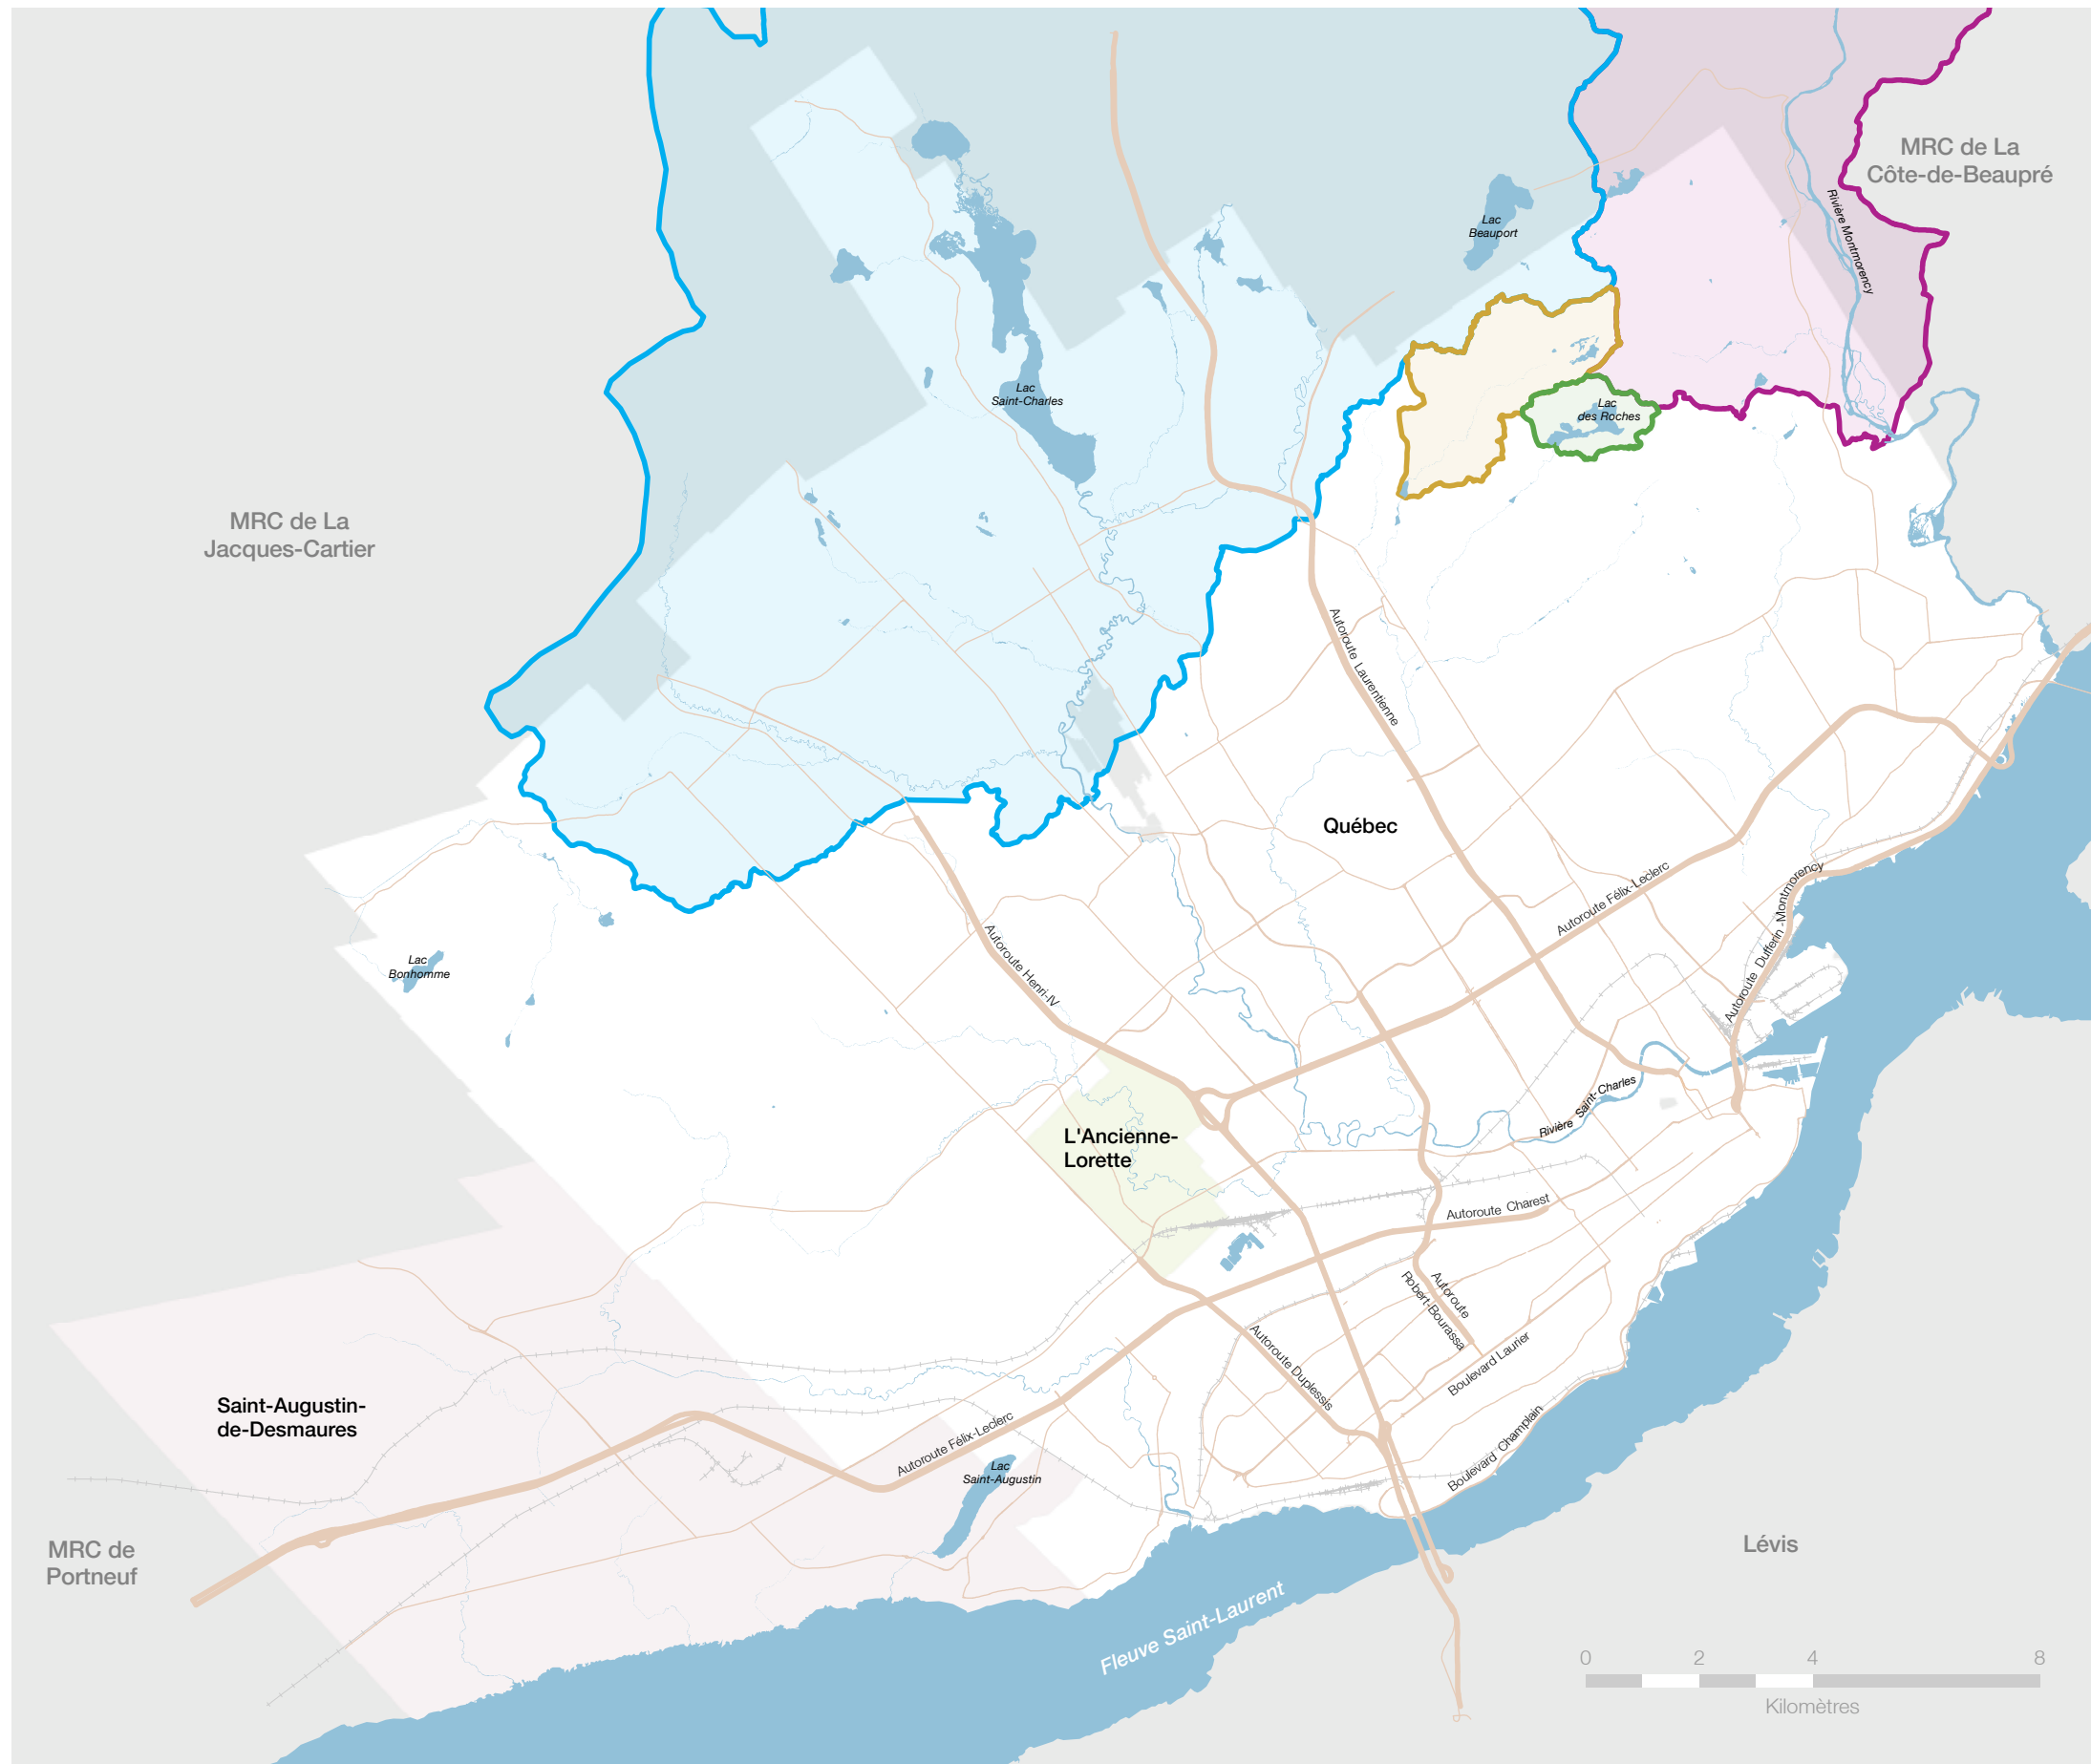 MRC de La
Côte-de-Beaupré
Rivière Montmorency
Lac
Beauport
Lac
Saint-Charles
Lac
des Roches
MRC de La
Jacques-Cartier
Autoroute Laurentienne
Québec
Autoroute Félix-Leclerc
Autoroute Dufferin -Montmorency
Autoroute Henri-IV
Lac
Bonhomme
Rivière Saint-Charles
L'Ancienne-
Lorette
Autoroute Charest
Autoroute
Robert-Bourassa
Autoroute Duplessis
Boulevard Laurier
Boulevard Champlain
Saint-Augustin-
de-Desmaures
Autoroute Félix-Leclerc
Lac
Saint-Augustin
MRC de
Portneuf
Lévis
Fleuve Saint-Laurent
0 2 4 8
Kilomètres